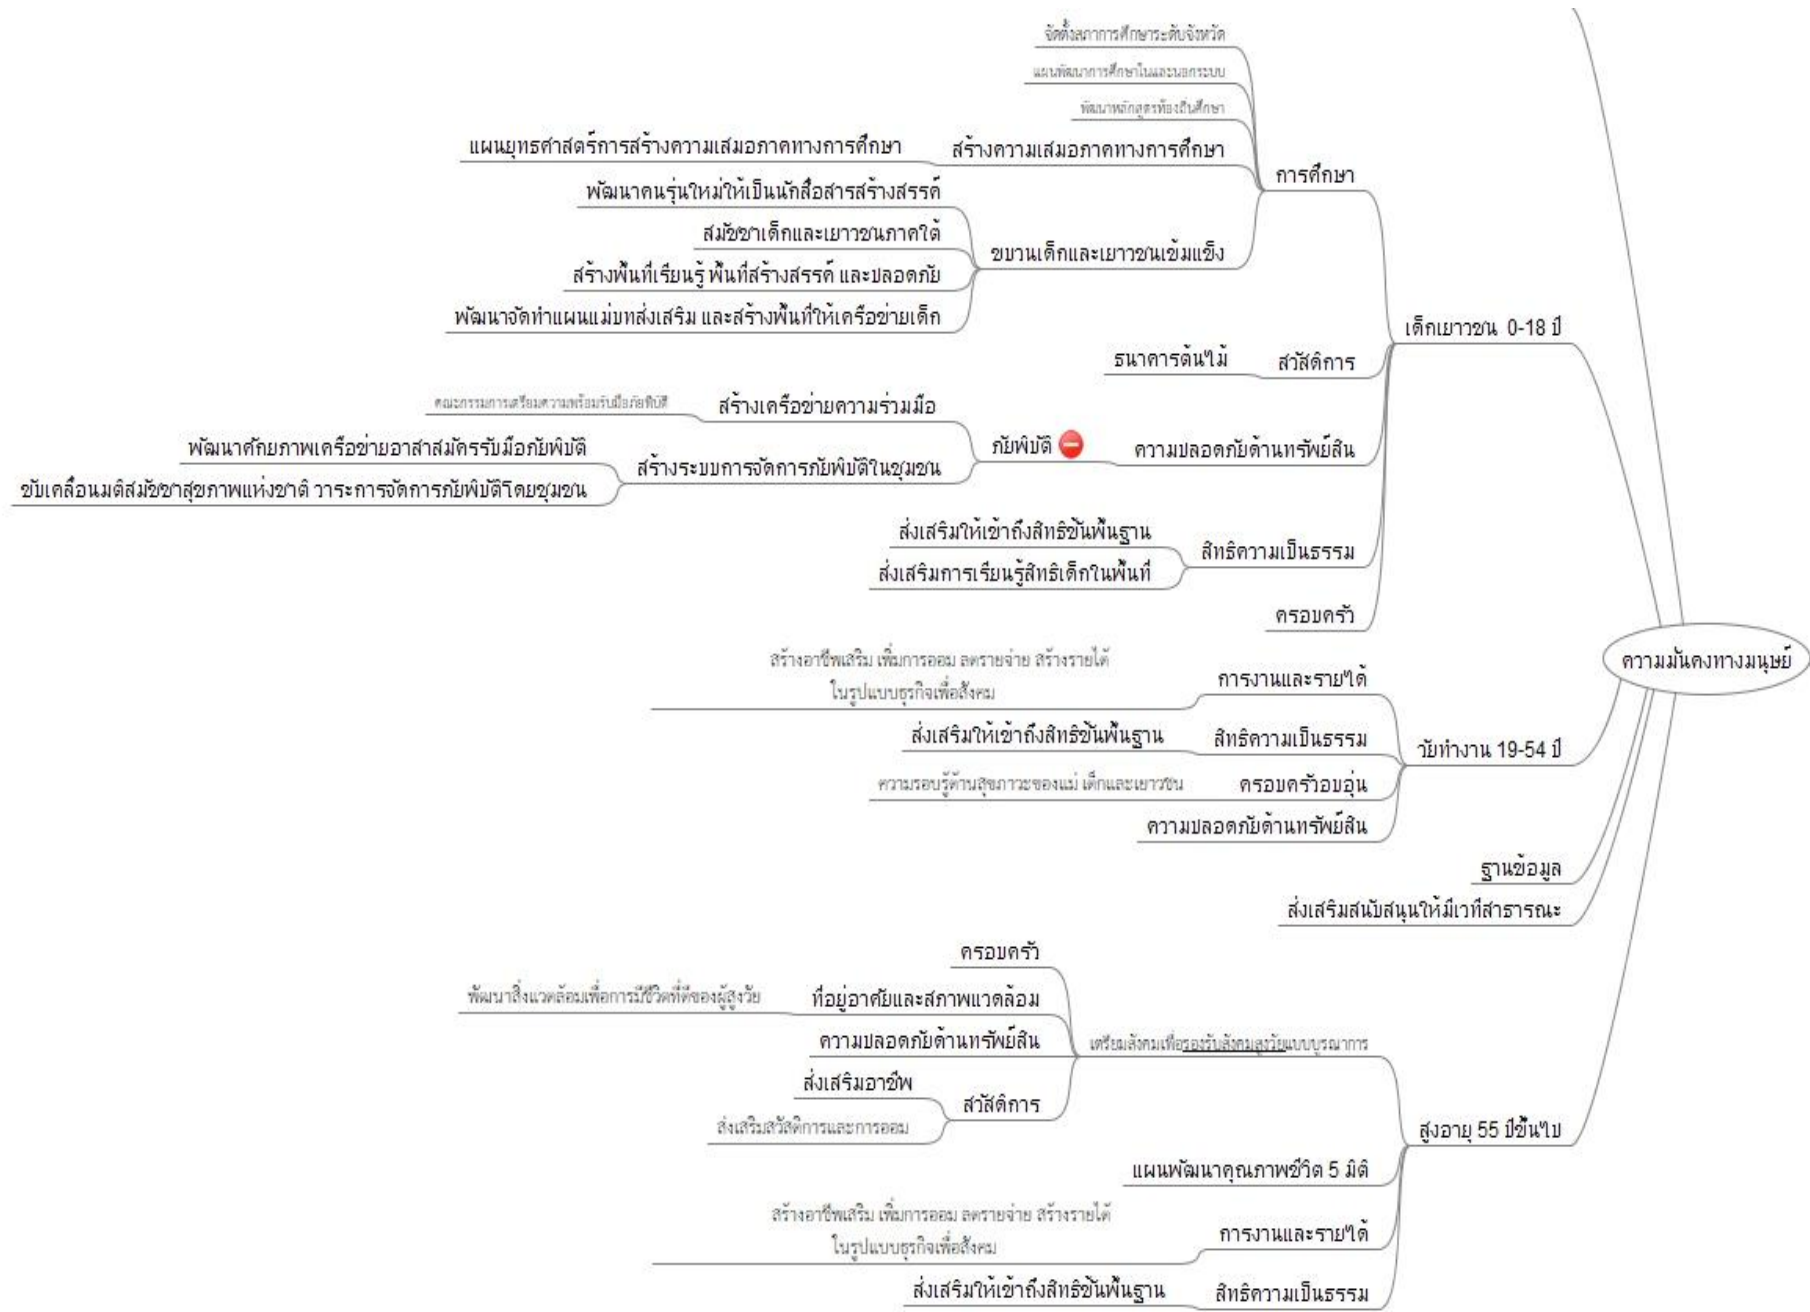 จัดตั้งสภาการศึกษาระดับจังหวัด
แผนพัฒนาการศึกษาในและนอกระบบ
พัฒนาหลักสูตรท้องถิ่นศึกษา
แผนยุทธศาสตร์การสร้างความเสมอภาคทางการศึกษา
สร้างความเสมอภาคทางการศึกษา
การศึกษา
พัฒนาคนรุ่นใหม่ให้เป็นนักสื่อสารสร้างสรรค์
สมัชชาเด็กและเยาวชนภาคใต้
ขบวนเด็กและเยาวชนเข้มแข็ง
สร้างพื้นที่เรียนรู้ พื้นที่สร้างสรรค์ และปลอดภัย
พัฒนาจัดทำแผนแม่บทส่งเสริม และสร้างพื้นที่ให้เครือข่ายเด็ก
เด็กเยาวชน 0-18 ปี
ธนาคารต้นไม้
สวัสดิการ
คณะกรรมการเตรียมความพร้อมรับมือภัยพิบัติ
สร้างเครือข่ายความร่วมมือ
ภัยพิบัติ
ความปลอดภัยด้านทรัพย์สิน
พัฒนาศักยภาพเครือข่ายอาสาสมัครรับมือภัยพิบัติ
สร้างระบบการจัดการภัยพิบัติในชุมชน
ขับเคลื่อนมติสมัชชาสุขภาพแห่งชาติ วาระการจัดการภัยพิบัติโดยชุมชน
ส่งเสริมให้เข้าถึงสิทธิขั้นพื้นฐาน
สิทธิความเป็นธรรม
ส่งเสริมการเรียนรู้สิทธิเด็กในพื้นที่
ครอบครัว
ความมั่นคงทางมนุษย์
สร้างอาชีพเสริม เพิ่มการออม ลดรายจ่าย สร้างรายได้
ในรูปแบบธุรกิจเพื่อสังคม
การงานและรายได้
ส่งเสริมให้เข้าถึงสิทธิขั้นพื้นฐาน
สิทธิความเป็นธรรม
วัยทำงาน 19-54 ปี
ความรอบรู้ด้านสุขภาวะของแม่ เด็กและเยาวชน
ครอบครัวอบอุ่น
ความปลอดภัยด้านทรัพย์สิน
ฐานข้อมูล
ส่งเสริมสนับสนุนให้มีเวทีสาธารณะ
ครอบครัว
พัฒนาสิ่งแวดล้อมเพื่อการมีชีวิตที่ดีของผู้สูงวัย
ที่อยู่อาศัยและสภาพแวดล้อม
ความปลอดภัยด้านทรัพย์สิน
เตรียมสังคมเพื่อรองรับสังคมสูงวัยแบบบูรณาการ
ส่งเสริมอาชีพ
สวัสดิการ
ส่งเสริมสวัสดิการและการออม
สูงอายุ 55 ปีขึ้นไป
แผนพัฒนาคุณภาพชีวิต 5 มิติ
สร้างอาชีพเสริม เพิ่มการออม ลดรายจ่าย สร้างรายได้
ในรูปแบบธุรกิจเพื่อสังคม
การงานและรายได้
ส่งเสริมให้เข้าถึงสิทธิขั้นพื้นฐาน
สิทธิความเป็นธรรม